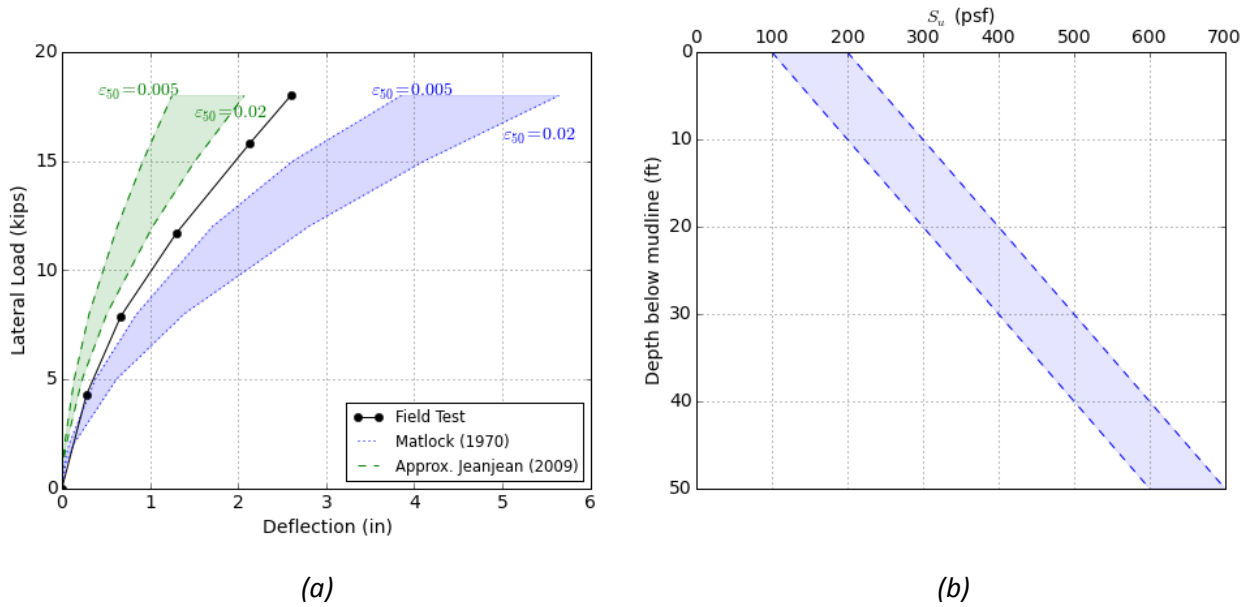 20
15
10
5
0
Lateral Load (kips)
0 1 2 3 4 5 6
Deflection (in)
ε50=0.005
ε50=0.02
ε50=0.005
ε50=0.02
Field Test
Matlock (1970)
Approx. Jeanjean (2009)
(a)
Su (psf)
0 100 200 300 400 500 600 700
0
10
20
30
40
50
Depth below mudline (ft)
(b)